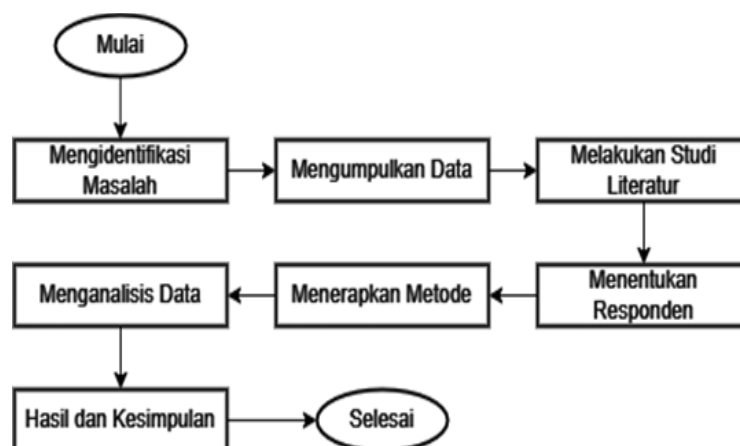 Mulai
Mengidentifikasi
Masalah
Mengumpulkan Data
Melakukan Studi
Literatur
Menentukan
Responden
Menerapkan Metode
Menganalisis Data
Hasil dan Kesimpulan
Selesai